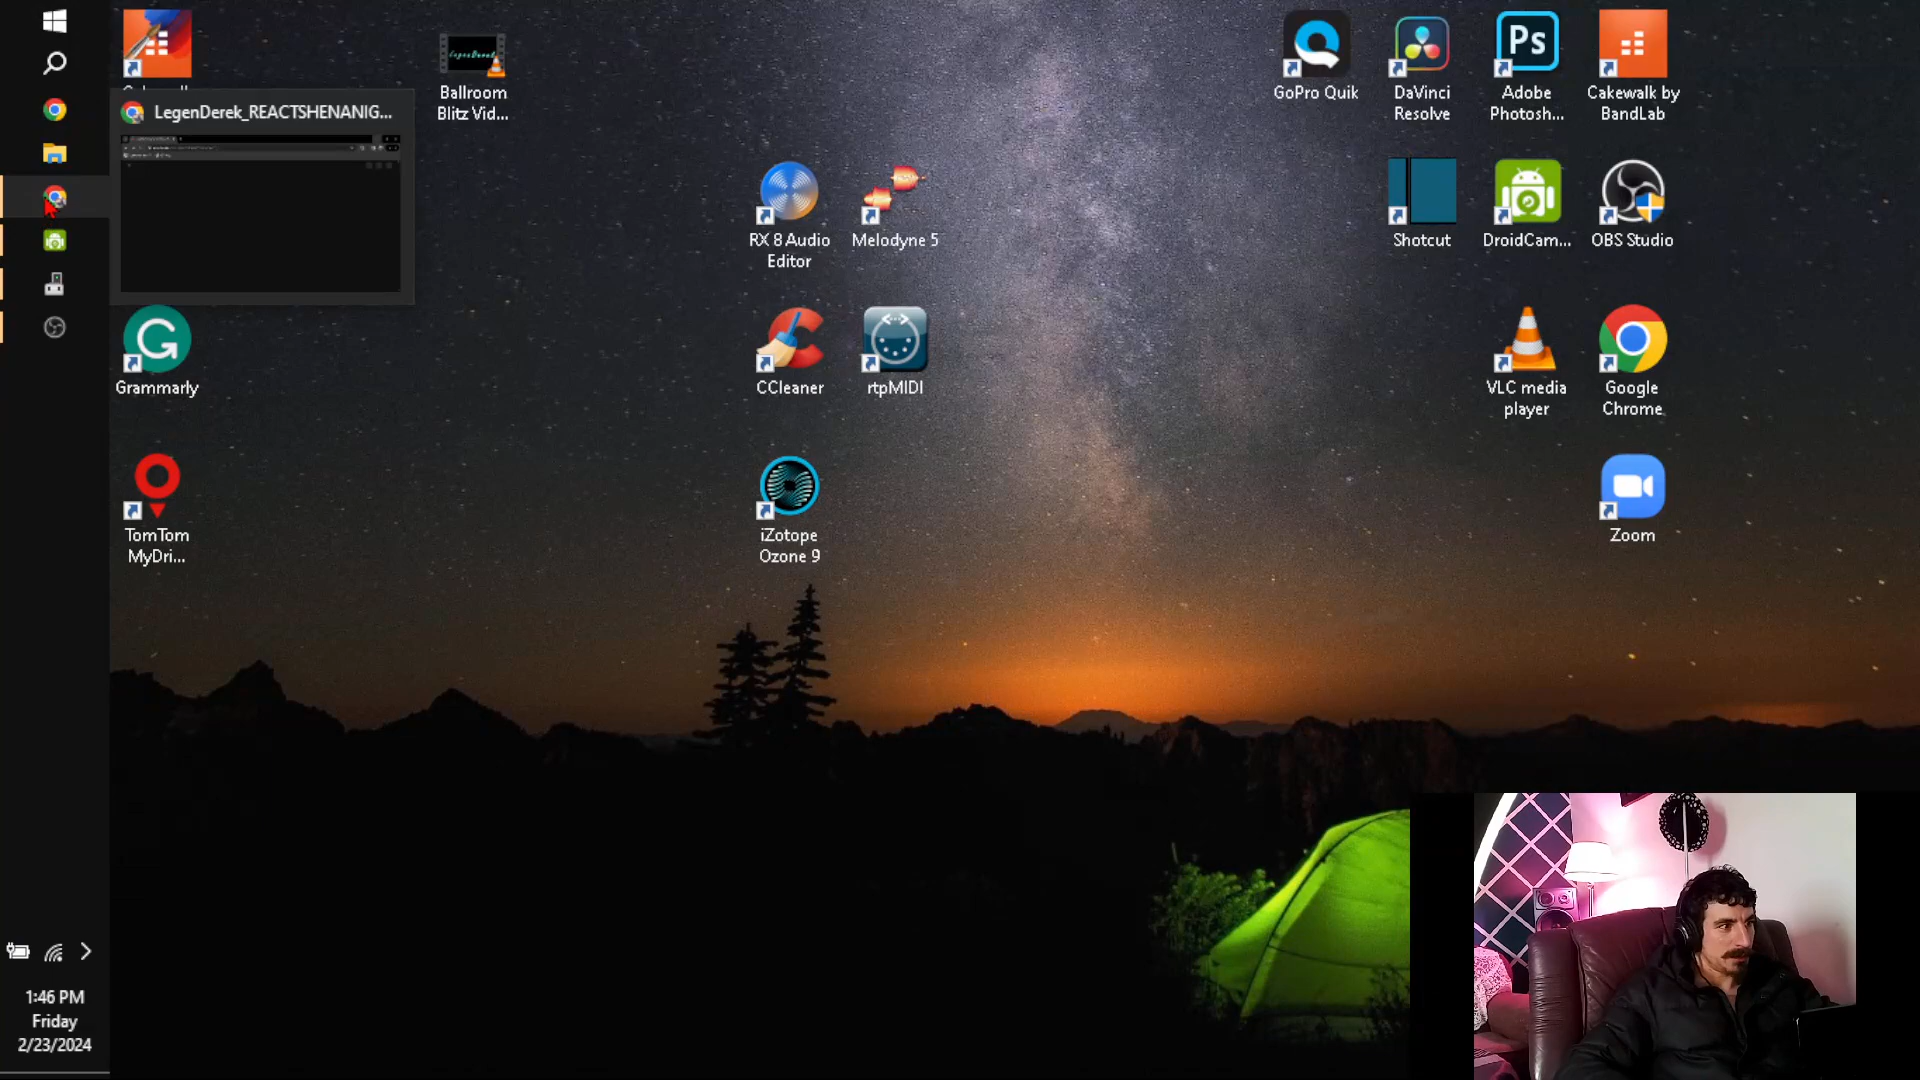 LegenDerek_REACTSHENANIG...
Ballroom
Blitz Vid...
GoPro Quik
DaVinci
Resolve
Ps
Adobe
Photosh...
Cakewalk by
BandLab
RX 8 Audio
Editor
Melodyne 5
Shotcut
DroidCam...
OBS Studio
Grammarly
CCleaner
rtpMIDI
VLC media
player
Google
Chrome
TomTom
MyDri...
iZotope
Ozone 9
Zoom
1:46 PM
Friday
2/23/2024